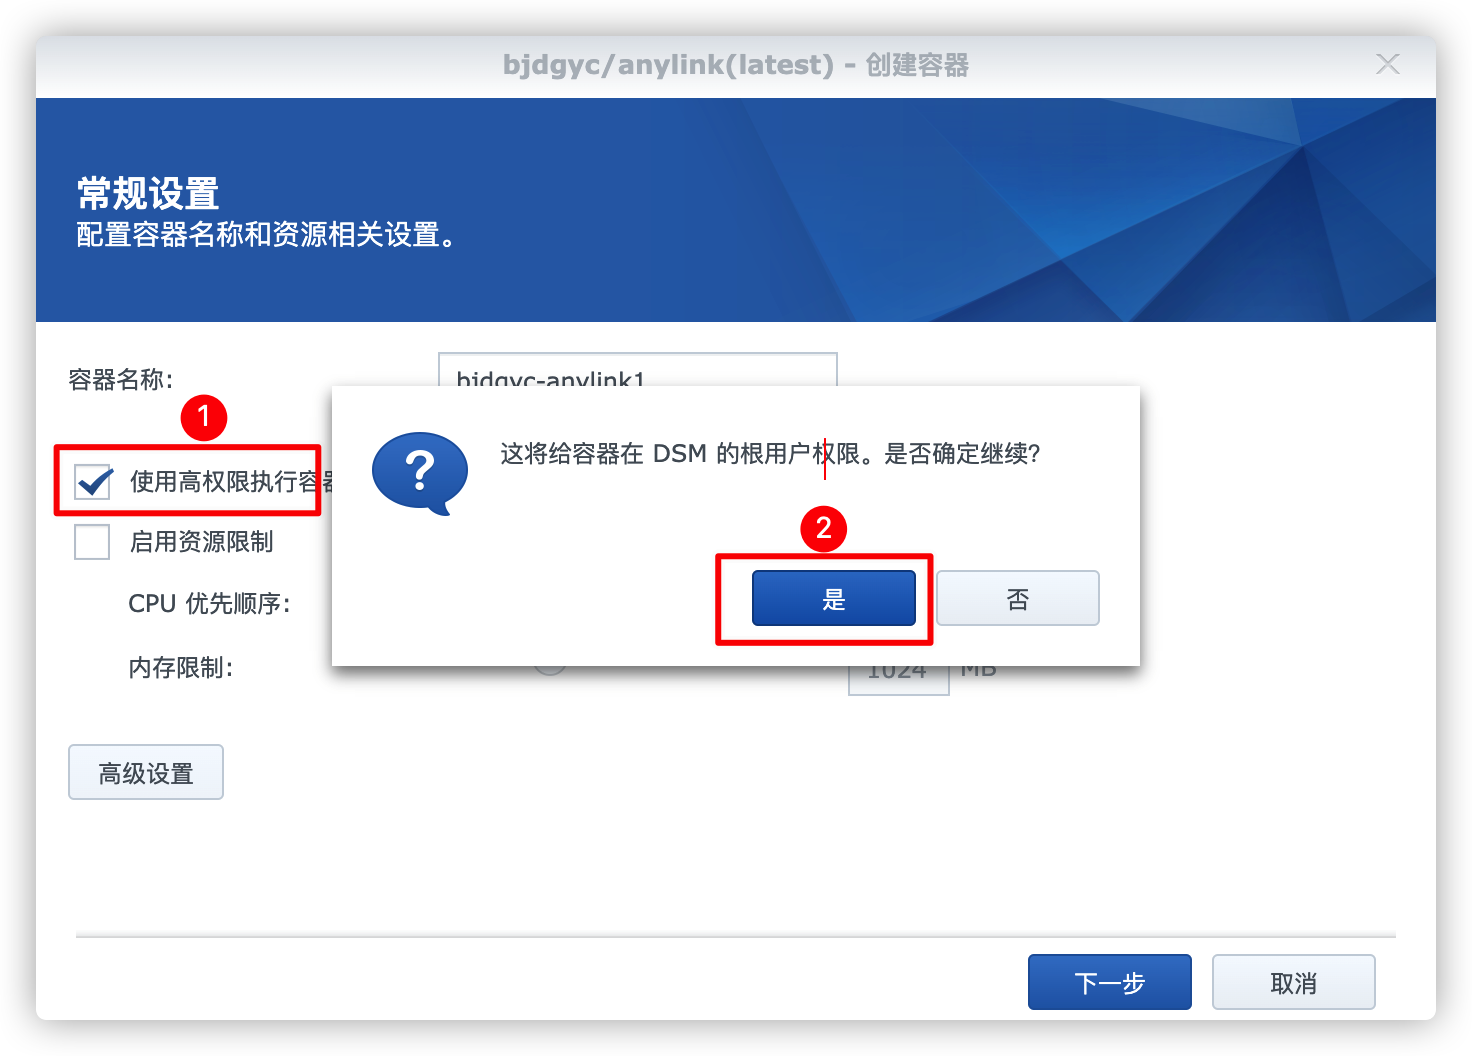 bjdgyc/anylink(latest) - 创建容器
常规设置
配置容器名称和资源相关设置。
容器名称:
bjdgyc-anylink1
1
使用高权限执行容器
这将给容器在 DSM 的根用户权限。是否确定继续?
?
2
是
否
启用资源限制
CPU 优先顺序:
内存限制:
1024 MB
高级设置
下一步
取消